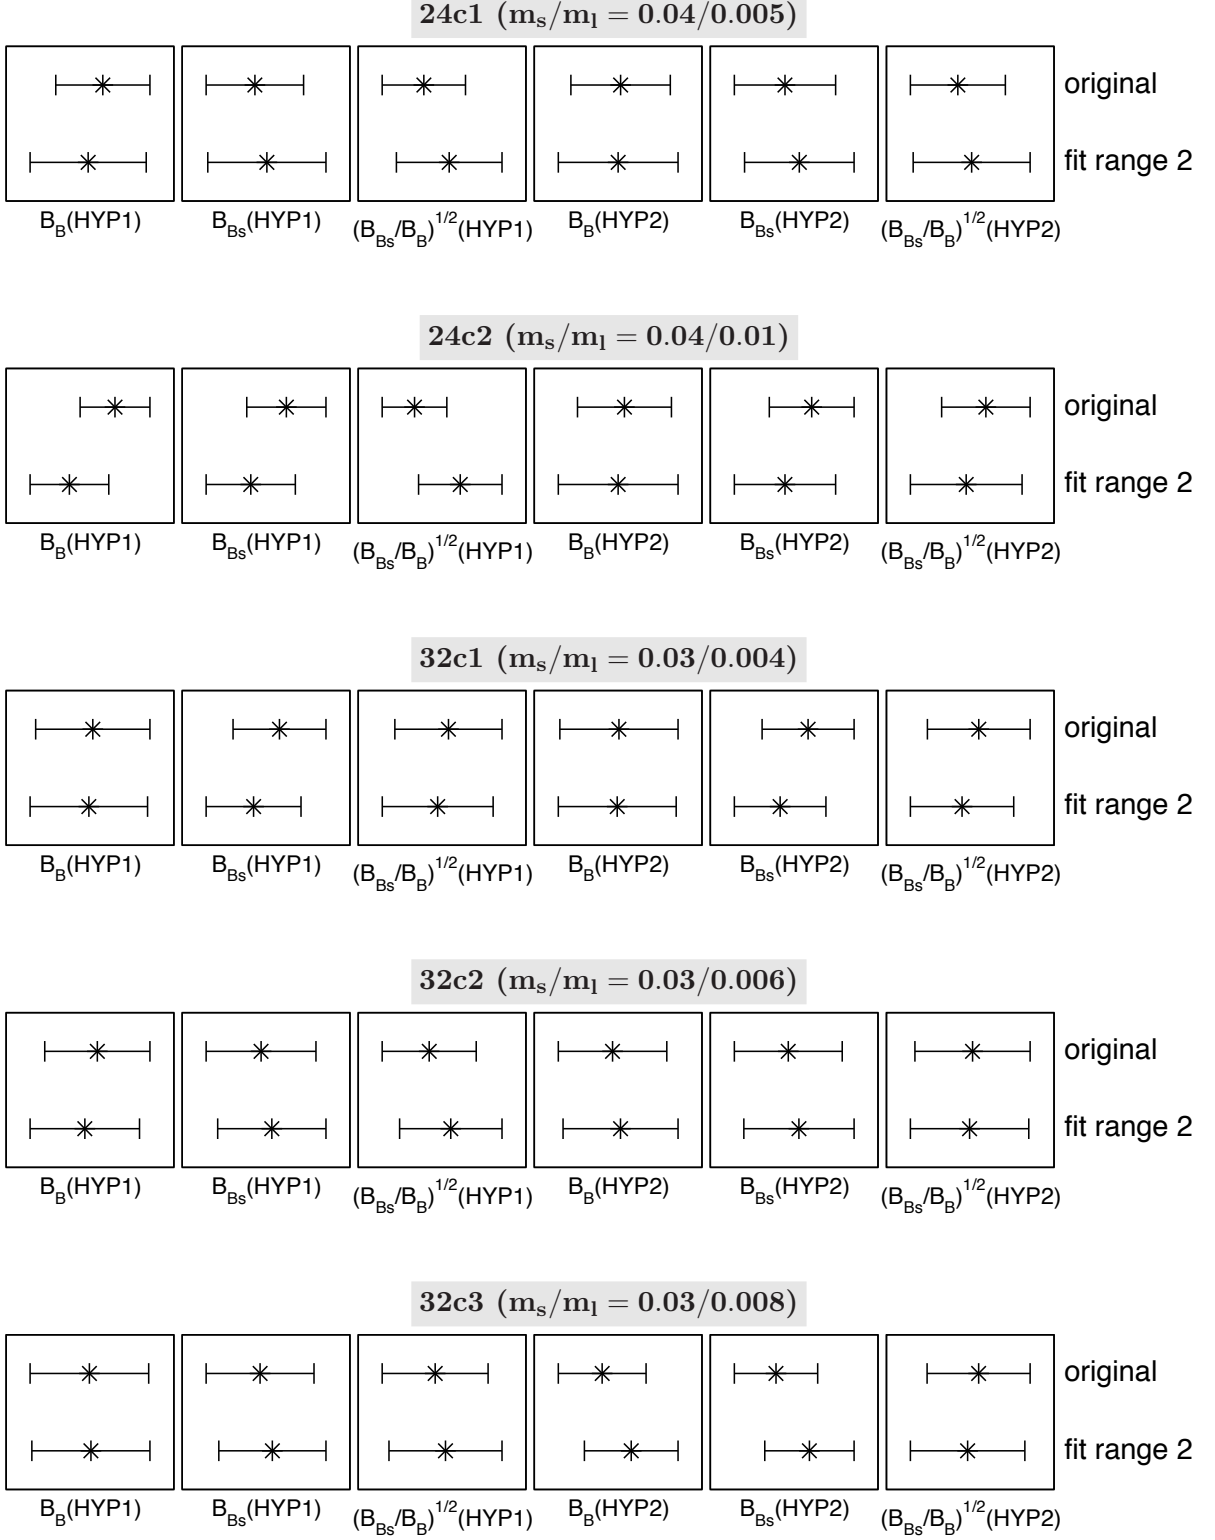 24c1 (m_s/m_l = 0.04/0.005)
original
fit range 2
B_B(HYP1) B_Bs(HYP1) (B_Bs/B_B)^1/2(HYP1) B_B(HYP2) B_Bs(HYP2) (B_Bs/B_B)^1/2(HYP2)
24c2 (m_s/m_l = 0.04/0.01)
original
fit range 2
B_B(HYP1) B_Bs(HYP1) (B_Bs/B_B)^1/2(HYP1) B_B(HYP2) B_Bs(HYP2) (B_Bs/B_B)^1/2(HYP2)
32c1 (m_s/m_l = 0.03/0.004)
original
fit range 2
B_B(HYP1) B_Bs(HYP1) (B_Bs/B_B)^1/2(HYP1) B_B(HYP2) B_Bs(HYP2) (B_Bs/B_B)^1/2(HYP2)
32c2 (m_s/m_l = 0.03/0.006)
original
fit range 2
B_B(HYP1) B_Bs(HYP1) (B_Bs/B_B)^1/2(HYP1) B_B(HYP2) B_Bs(HYP2) (B_Bs/B_B)^1/2(HYP2)
32c3 (m_s/m_l = 0.03/0.008)
original
fit range 2
B_B(HYP1) B_Bs(HYP1) (B_Bs/B_B)^1/2(HYP1) B_B(HYP2) B_Bs(HYP2) (B_Bs/B_B)^1/2(HYP2)